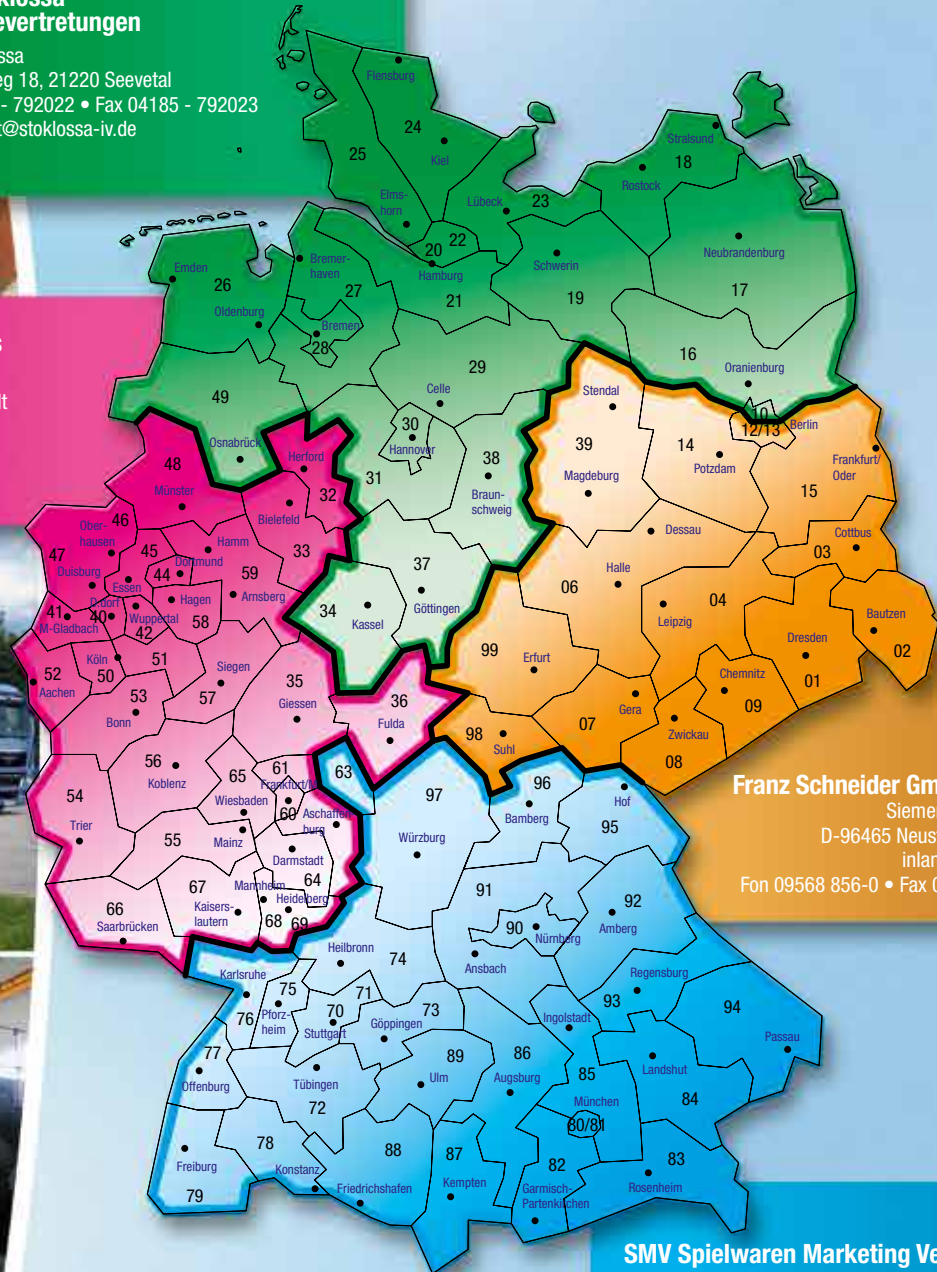 klossa
evertretungen
ssa
eg 18, 21220 Seevetal
- 792022 • Fax 04185 - 792023
t@stoklossa-iv.de
s
lt
Flensburg
24
25
Kiel
Stralsund
18
Rostock
Elms-
horn
Lübeck
23
22
20
Hamburg
Schwerin
Neubrandenburg
Emden
26
Bremer-
haven
27
21
19
17
Oldenburg
Bremen
28
29
16
Oranienburg
49
Celle
Stendal
10
12/13
Berlin
30
Hannover
Osnabrück
39
14
Potzdam
Frankfurt/
Oder
48
Herford
32
31
38
Braun-
schweig
Magdeburg
15
Münster
Bielefeld
46
Ober-
hausen
45
Hamm
33
Dessau
Cottbus
03
47
Duisburg
44
Dortmund
59
37
06
Halle
Essen
04
41
40
D.dorf
Wuppertal
Hagen
Arnsberg
34
Kassel
Göttingen
Leipzig
Bautzen
M-Gladbach
42
58
02
99
Dresden
Köln
51
52
50
Aachen
Siegen
Erfurt
Chemnitz
01
53
57
35
36
Bonn
Giessen
Fulda
98
Suhl
07
Gera
09
Zwickau
08
56
Koblenz
61
63
65
Frankfurt/M
54
Wiesbaden
60
Aschaffen
burg
97
96
Bamberg
Hof
95
Trier
55
Mainz
Würzburg
Darmstadt
64
Franz Schneider Gm
Siemen
D-96465 Neust
inlan
Fon 09568 856-0 • Fax 0
67
Mannheim
Kaisers-
lautern
Heidelberg
66
68
69
Saarbrücken
91
92
90
Nürnberg
Amberg
Heilbronn
74
Ansbach
Karlsruhe
75
71
Regensburg
76
Pforz-
heim
70
Stuttgart
73
Göppingen
93
94
Ingolstadt
77
89
86
Passau
Offenburg
Tübingen
Ulm
Augsburg
85
Landshut
72
München
84
80/81
78
88
87
Freiburg
82
83
Konstanz
Kempten
79
Friedrichshafen
Garmisch-
Partenkirchen
Rosenheim
SMV Spielwaren Marketing Ve